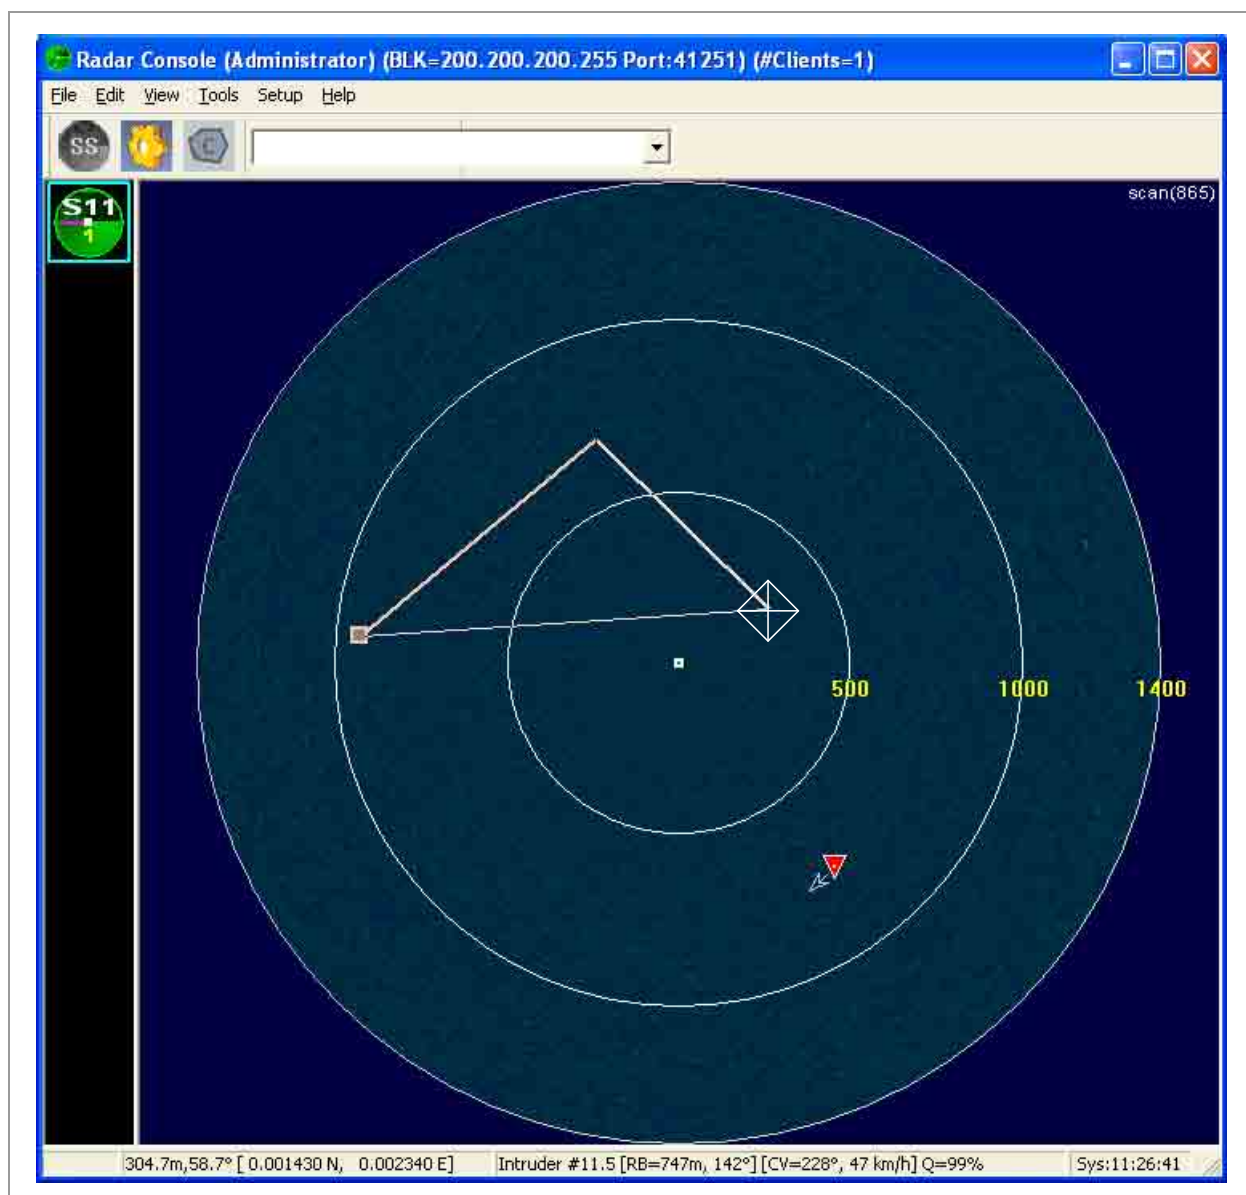 Radar Console (Administrator) (BLK=200.200.200.255 Port:41251) (#Clients=1)
File Edit View Tools Setup Help
SS C
scan(865)
S11
1
500 1000 1400
304.7m,58.7° [ 0.001430 N, 0.002340 E] Intruder #11.5 [RB=747m, 142°] [CV=228°, 47 km/h] Q=99% Sys:11:26:41